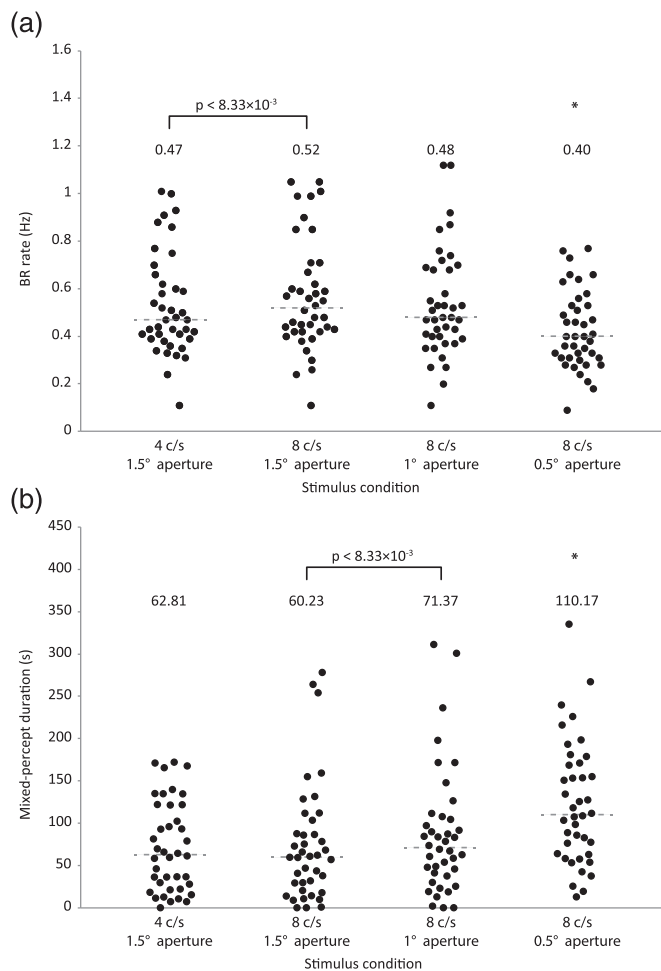 (a)
1.6
1.4
p < 8.33×10⁻³
*
1.2
0.47 0.52 0.48 0.40
1
0.8
0.6
0.4
0.2
0
BR rate (Hz)
4 c/s 8 c/s 8 c/s 8 c/s
1.5° aperture 1.5° aperture 1° aperture 0.5° aperture
Stimulus condition
(b)
450
400
p < 8.33×10⁻³
*
350
62.81 60.23 71.37 110.17
300
250
200
150
100
50
0
Mixed-percept duration (s)
4 c/s 8 c/s 8 c/s 8 c/s
1.5° aperture 1.5° aperture 1° aperture 0.5° aperture
Stimulus condition